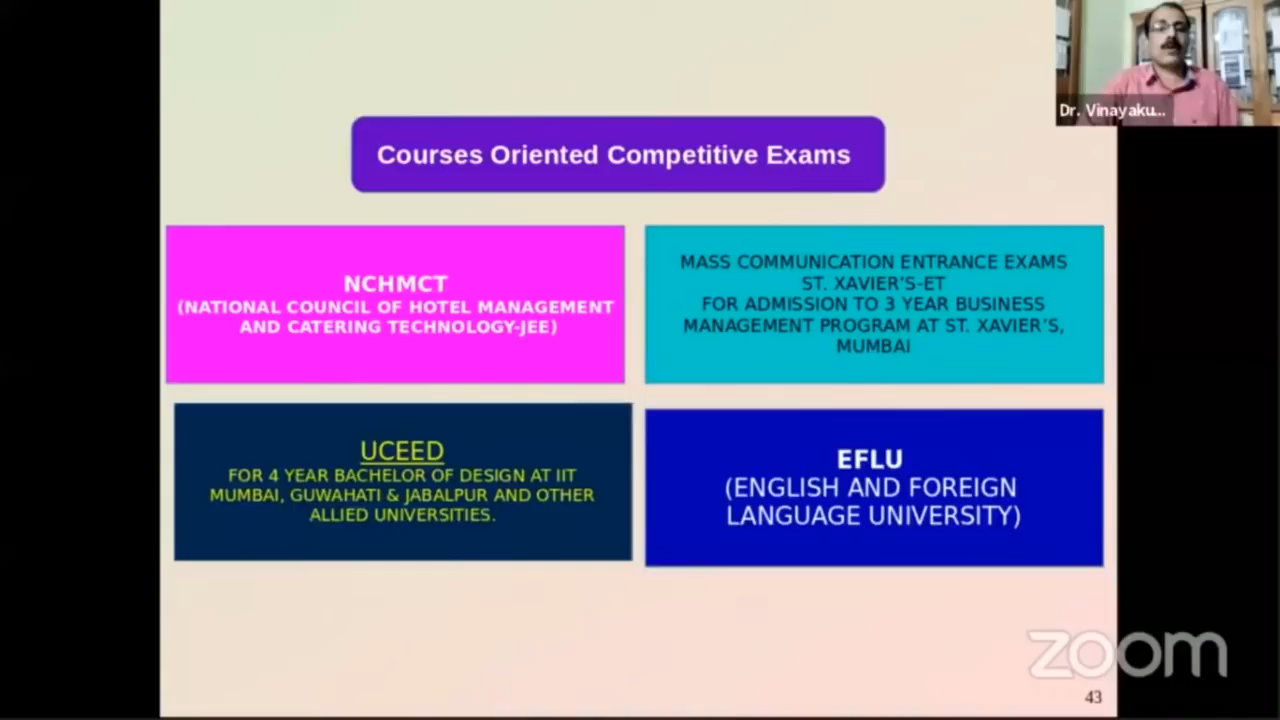 Dr. Vinayaku...
Courses Oriented Competitive Exams
NCHMCT
(NATIONAL COUNCIL OF HOTEL MANAGEMENT
AND CATERING TECHNOLOGY-JEE)
MASS COMMUNICATION ENTRANCE EXAMS
ST. XAVIER'S-ET
FOR ADMISSION TO 3 YEAR BUSINESS
MANAGEMENT PROGRAM AT ST. XAVIER'S,
MUMBAI
UCEED
FOR 4 YEAR BACHELOR OF DESIGN AT IIT
MUMBAI, GUWAHATI & JABALPUR AND OTHER
ALLIED UNIVERSITIES.
EFLU
(ENGLISH AND FOREIGN
LANGUAGE UNIVERSITY)
zoom
43